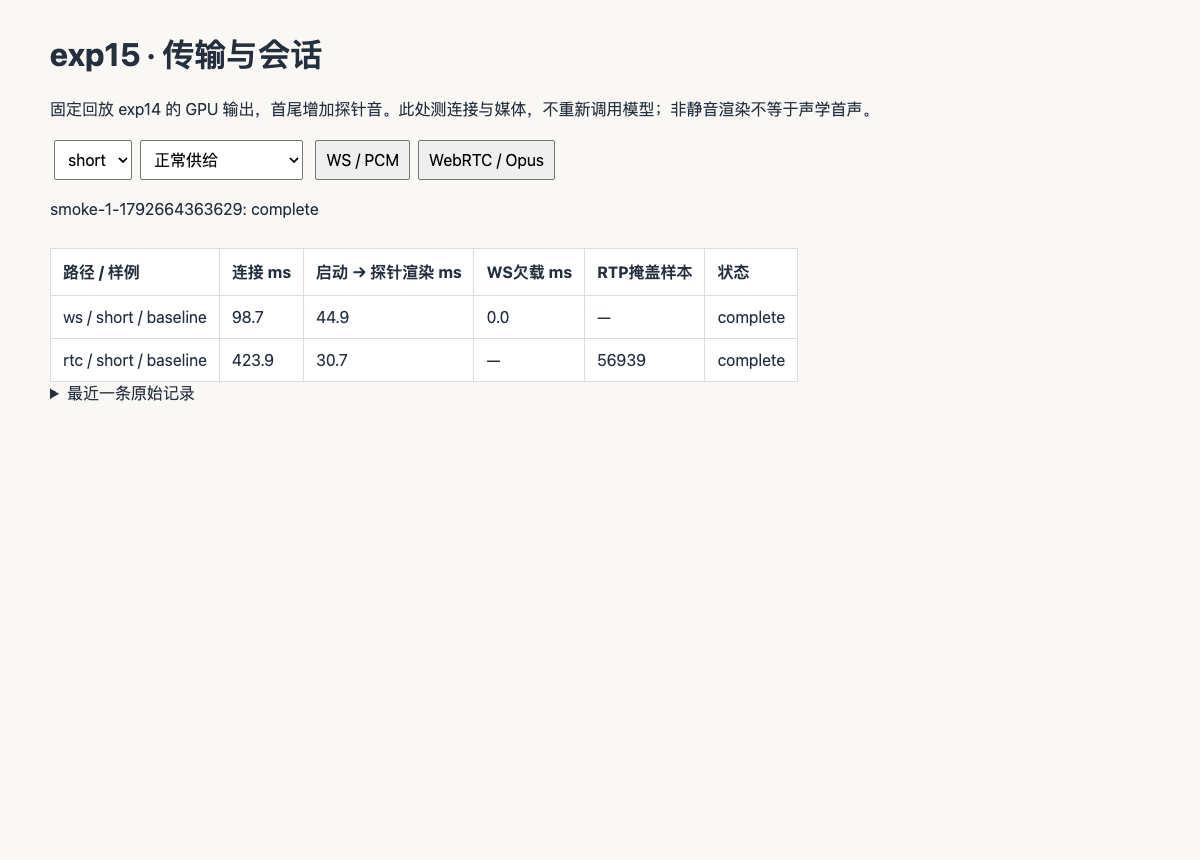 exp15 · 传输与会话
固定回放 exp14 的 GPU 输出，首尾增加探针音。此处测连接与媒体，不重新调用模型；非静音渲染不等于声学首声。
short 正常供给 WS / PCM WebRTC / Opus
smoke-1-1792664363629: complete
路径 / 样例 连接 ms 启动 → 探针渲染 ms WS欠载 ms RTP掩盖样本 状态
ws / short / baseline 98.7 44.9 0.0 — complete
rtc / short / baseline 423.9 30.7 — 56939 complete
▶ 最近一条原始记录